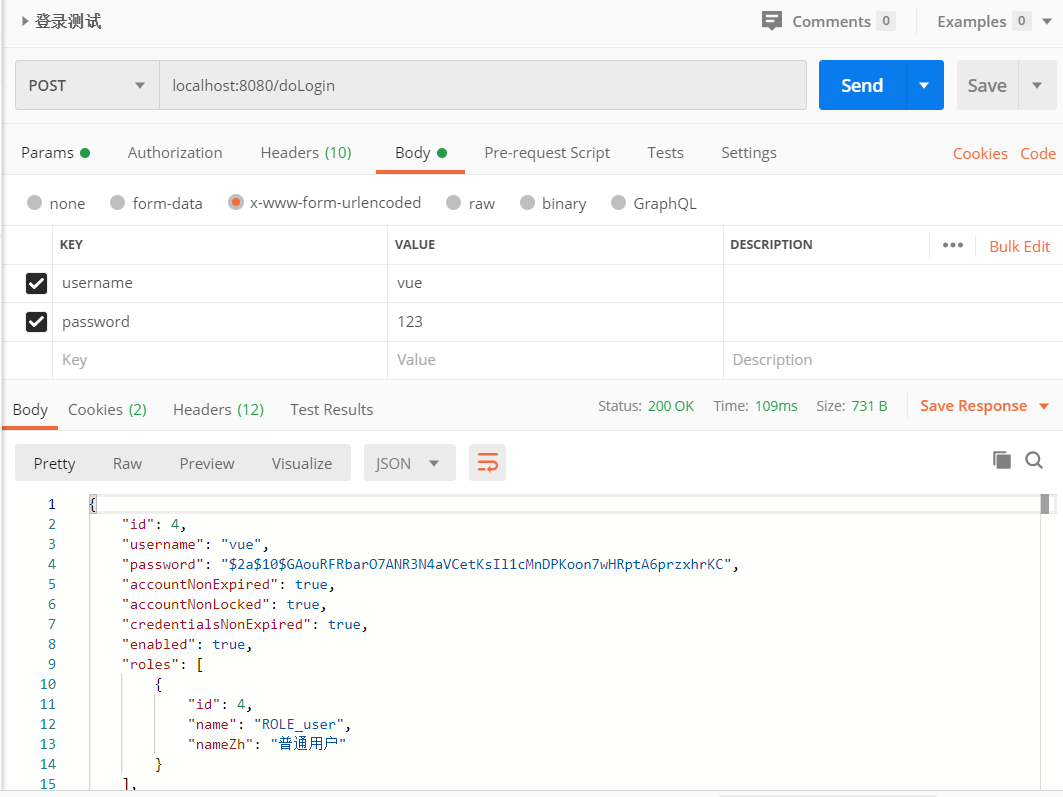 登录测试 Comments 0 Examples 0
POST localhost:8080/doLogin Send Save
Params Authorization Headers (10) Body Pre-request Script Tests Settings Cookies Code
none form-data x-www-form-urlencoded raw binary GraphQL
KEY VALUE DESCRIPTION ••• Bulk Edit
username vue
password 123
Key Value Description
Body Cookies (2) Headers (12) Test Results Status: 200 OK Time: 109ms Size: 731 B Save Response
Pretty Raw Preview Visualize JSON
1 {
2 "id": 4,
3 "username": "vue",
4 "password": "$2a$10$GAouRFRbarO7ANR3N4aVCetKsIl1cMnDPKoon7wHRptA6przxhrKC",
5 "accountNonExpired": true,
6 "accountNonLocked": true,
7 "credentialsNonExpired": true,
8 "enabled": true,
9 "roles": [
10 {
11 "id": 4,
12 "name": "ROLE_user",
13 "nameZh": "普通用户"
14 }
15 ],